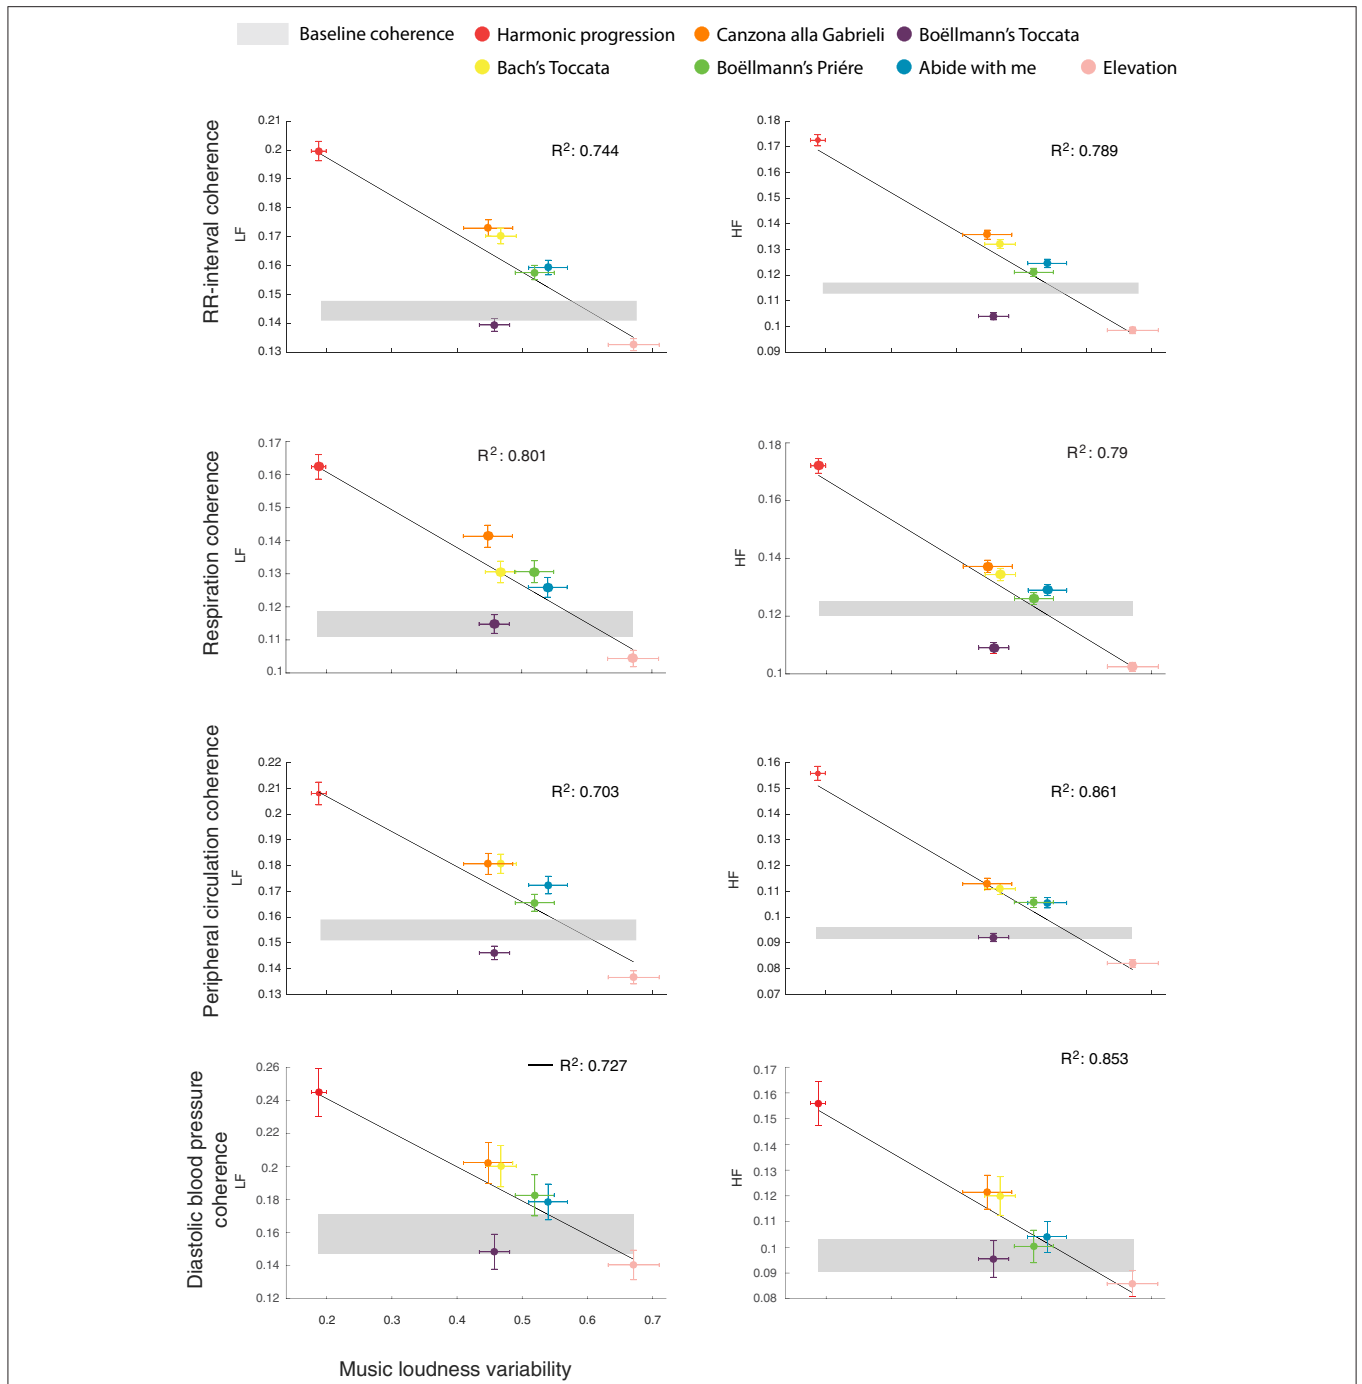 Baseline coherence
Harmonic progression
Canzona alla Gabrieli
Boëllmann's Toccata
Bach's Toccata
Boëllmann's Priére
Abide with me
Elevation
RR-interval coherence
LF
0.21
0.2
0.19
0.18
0.17
0.16
0.15
0.14
0.13
R²: 0.744
HF
0.18
0.17
0.16
0.15
0.14
0.13
0.12
0.11
0.1
0.09
R²: 0.789
Respiration coherence
LF
0.17
0.16
0.15
0.14
0.13
0.12
0.11
0.1
R²: 0.801
HF
0.18
0.16
0.14
0.12
0.1
R²: 0.79
Peripheral circulation coherence
LF
0.22
0.21
0.2
0.19
0.18
0.17
0.16
0.15
0.14
0.13
R²: 0.703
HF
0.16
0.15
0.14
0.13
0.12
0.11
0.1
0.09
0.08
0.07
R²: 0.861
Diastolic blood pressure
coherence
LF
0.26
0.24
0.22
0.2
0.18
0.16
0.14
0.12
R²: 0.727
0.2 0.3 0.4 0.5 0.6 0.7
HF
0.17
0.16
0.15
0.14
0.13
0.12
0.11
0.1
0.09
0.08
R²: 0.853
Music loudness variability